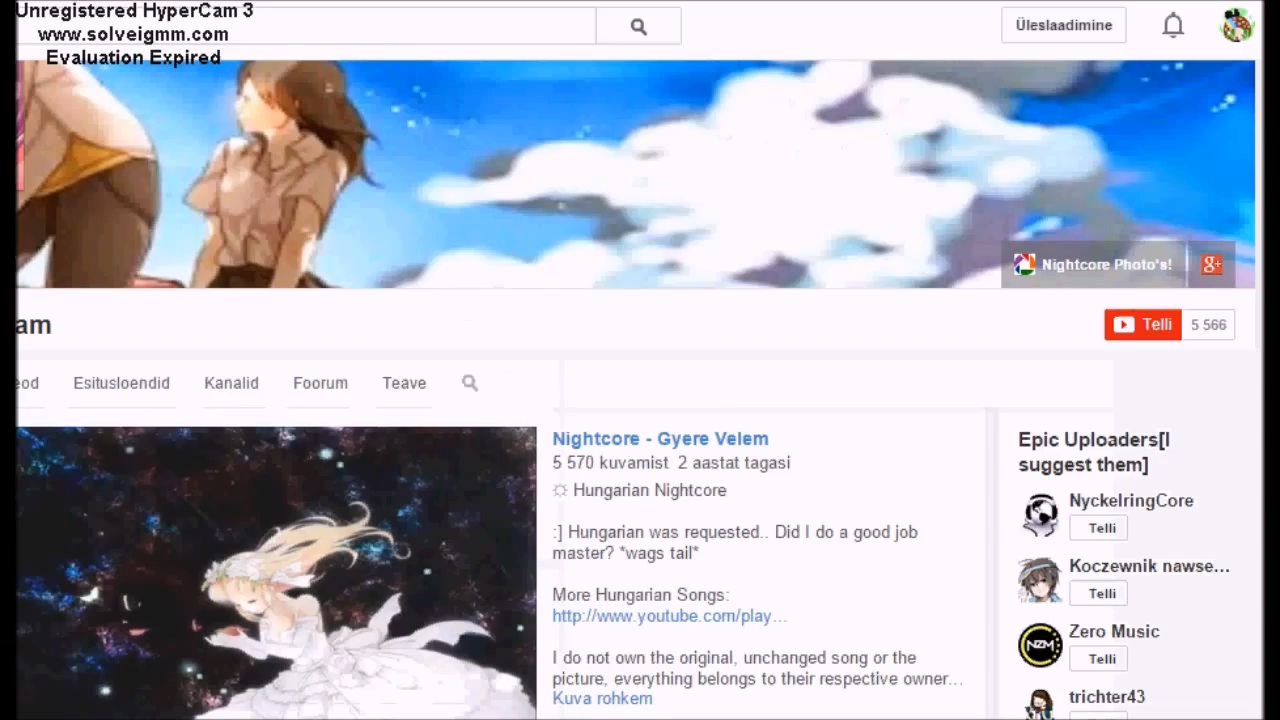 Unregistered HyperCam 3
www.solveigmm.com
Evaluation Expired
Üleslaadimine
Nightcore Photo's!
g+
am
Telli 5 566
eod Esitusloendid Kanalid Foorum Teave
Nightcore - Gyere Velem
5 570 kuvamist 2 aastat tagasi
☼ Hungarian Nightcore
:] Hungarian was requested.. Did I do a good job
master? *wags tail*
More Hungarian Songs:
http://www.youtube.com/play...
I do not own the original, unchanged song or the
picture, everything belongs to their respective owner...
Kuva rohkem
Epic Uploaders[I
suggest them]
NyckelringCore
Telli
Koczewnik nawse...
Telli
NZM
Zero Music
Telli
trichter43